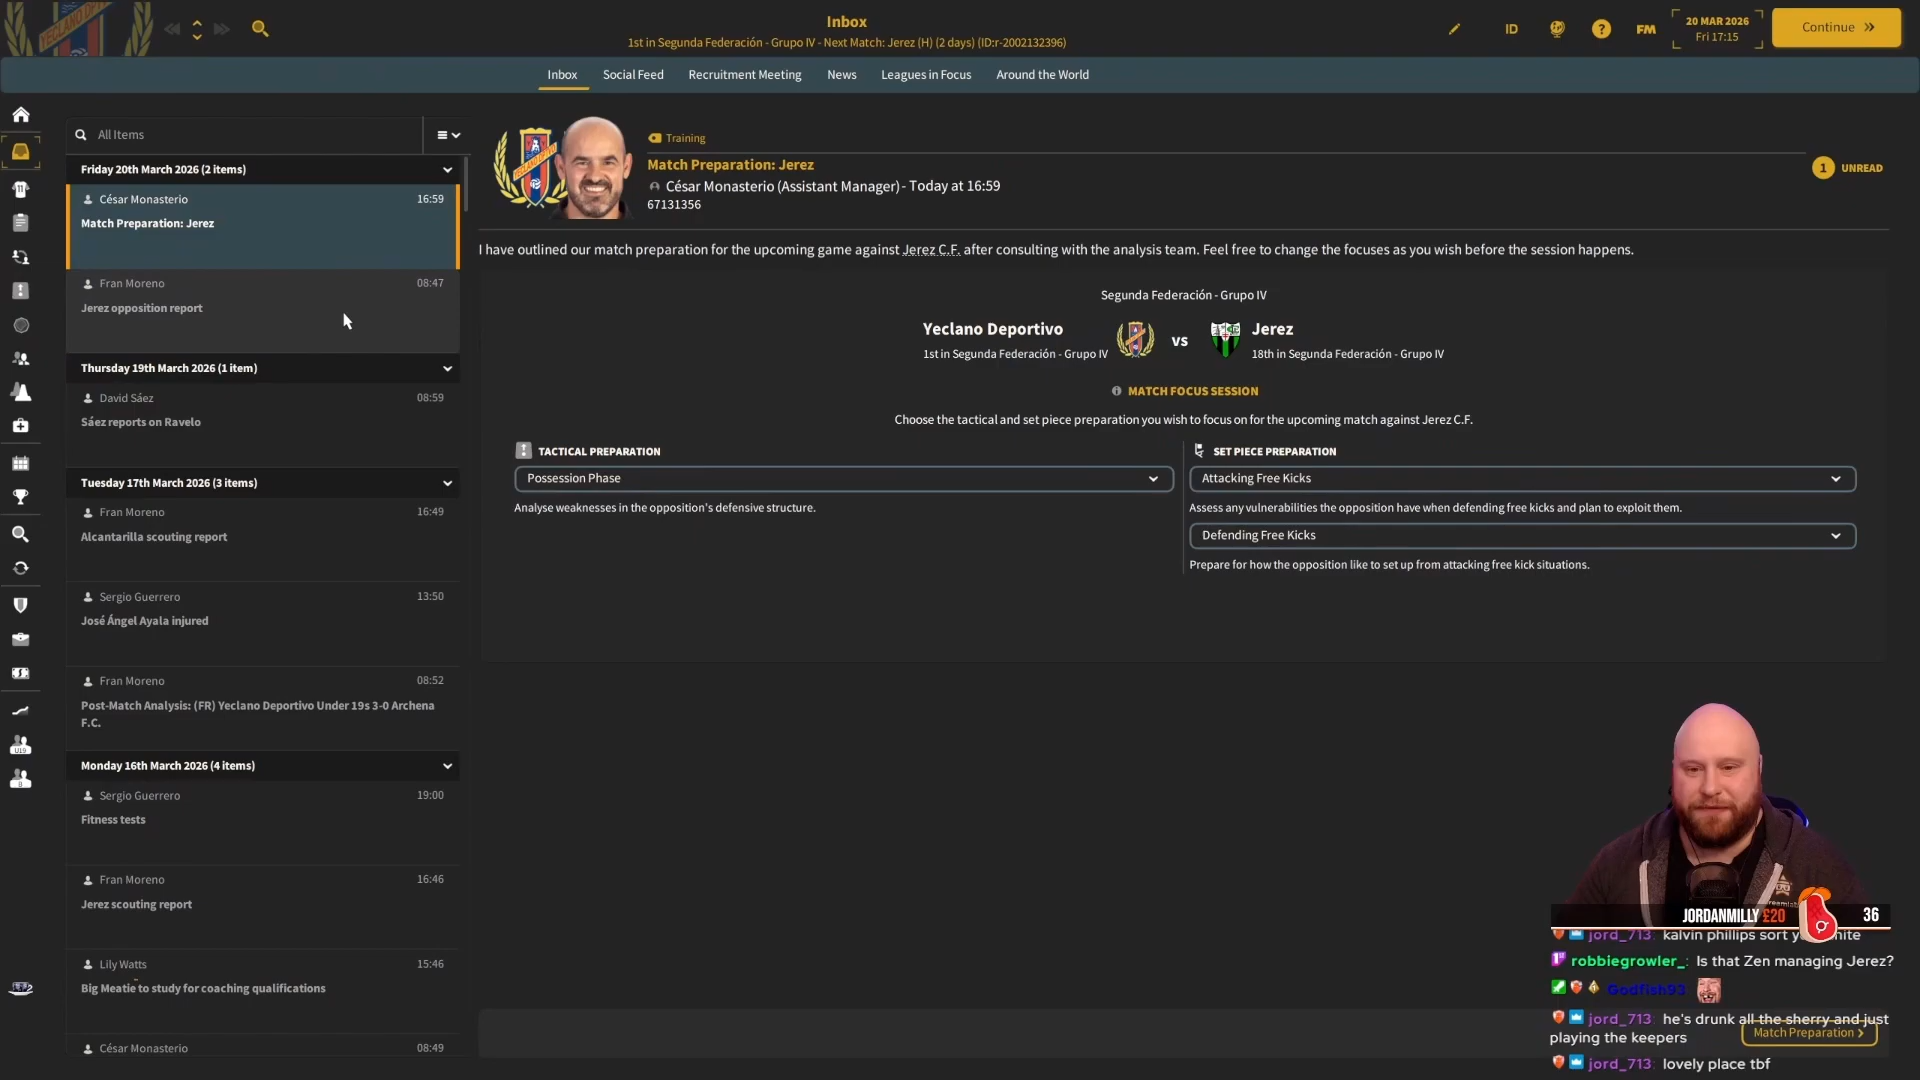 Inbox
1st in Segunda Federación - Grupo IV - Next Match: Jerez (H) (2 days) (ID:r-2002132396)
ID
FM
20 MAR 2026
Fri 17:15
Continue
Inbox
Social Feed
Recruitment Meeting
News
Leagues in Focus
Around the World
All Items
Friday 20th March 2026 (2 items)
César Monasterio 16:59
Match Preparation: Jerez
Fran Moreno 08:47
Jerez opposition report
Thursday 19th March 2026 (1 item)
David Sáez 08:59
Sáez reports on Ravelo
Tuesday 17th March 2026 (3 items)
Fran Moreno 16:49
Alcantarilla scouting report
Sergio Guerrero 13:50
José Ángel Ayala injured
Fran Moreno 08:52
Post-Match Analysis: (FR) Yeclano Deportivo Under 19s 3-0 Archena
F.C.
Monday 16th March 2026 (4 items)
Sergio Guerrero 19:00
Fitness tests
Fran Moreno 16:46
Jerez scouting report
Lily Watts 15:46
Big Meatie to study for coaching qualifications
César Monasterio 08:49
Training
Match Preparation: Jerez
César Monasterio (Assistant Manager) - Today at 16:59
67131356
1 UNREAD
I have outlined our match preparation for the upcoming game against Jerez C.F. after consulting with the analysis team. Feel free to change the focuses as you wish before the session happens.
Segunda Federación - Grupo IV
Yeclano Deportivo
1st in Segunda Federación - Grupo IV
vs
Jerez
18th in Segunda Federación - Grupo IV
MATCH FOCUS SESSION
Choose the tactical and set piece preparation you wish to focus on for the upcoming match against Jerez C.F.
TACTICAL PREPARATION
Possession Phase
Analyse weaknesses in the opposition's defensive structure.
SET PIECE PREPARATION
Attacking Free Kicks
Assess any vulnerabilities the opposition have when defending free kicks and plan to exploit them.
Defending Free Kicks
Prepare for how the opposition like to set up from attacking free kick situations.
JORDANMILLY £20 36
jord_713: kalvin phillips sort
robbiegrowler_: Is that Zen managing Jerez?
Godfish93
jord_713: he's drunk all the sherry and just
playing the keepers
Match Preparation
jord_713: lovely place tbf